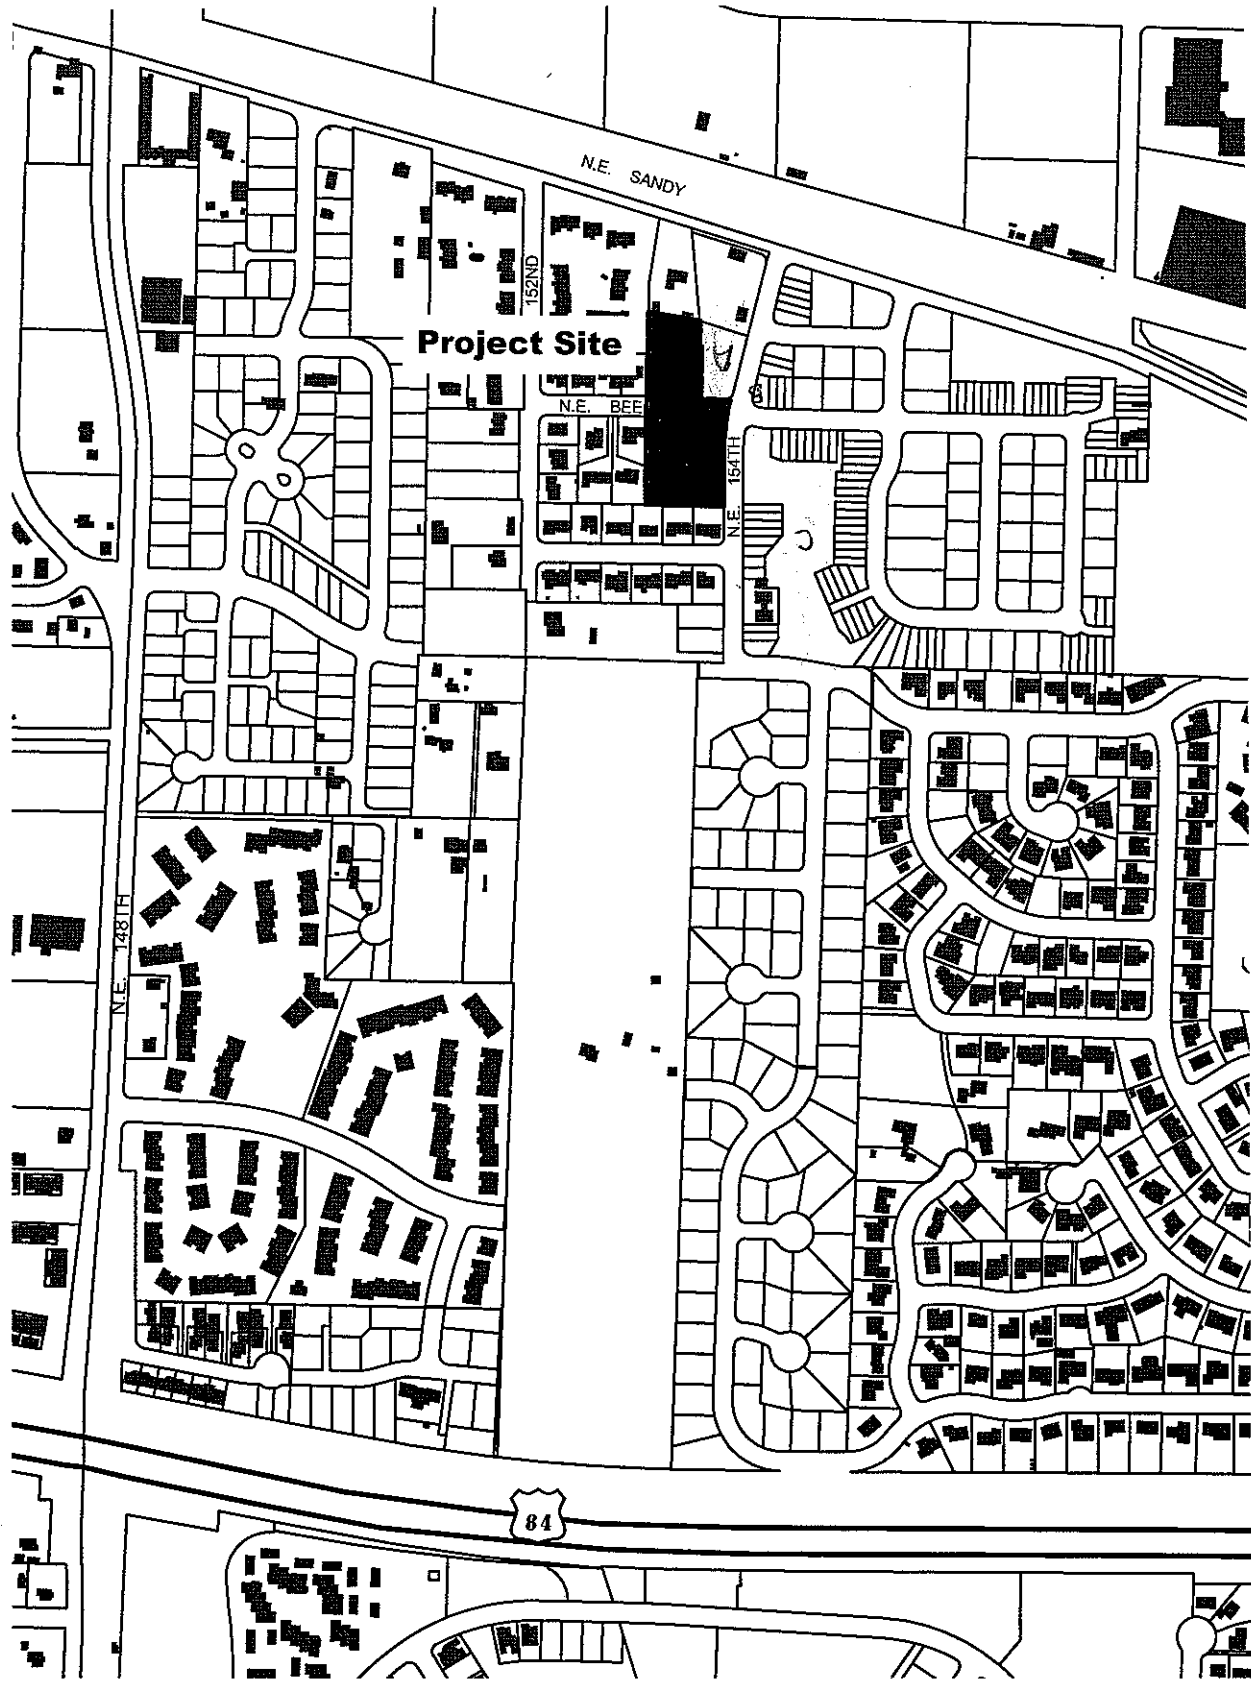 N.E. SANDY
152ND
Project Site
N.E. BEE
N.E. 154TH
N.E. 148TH
84